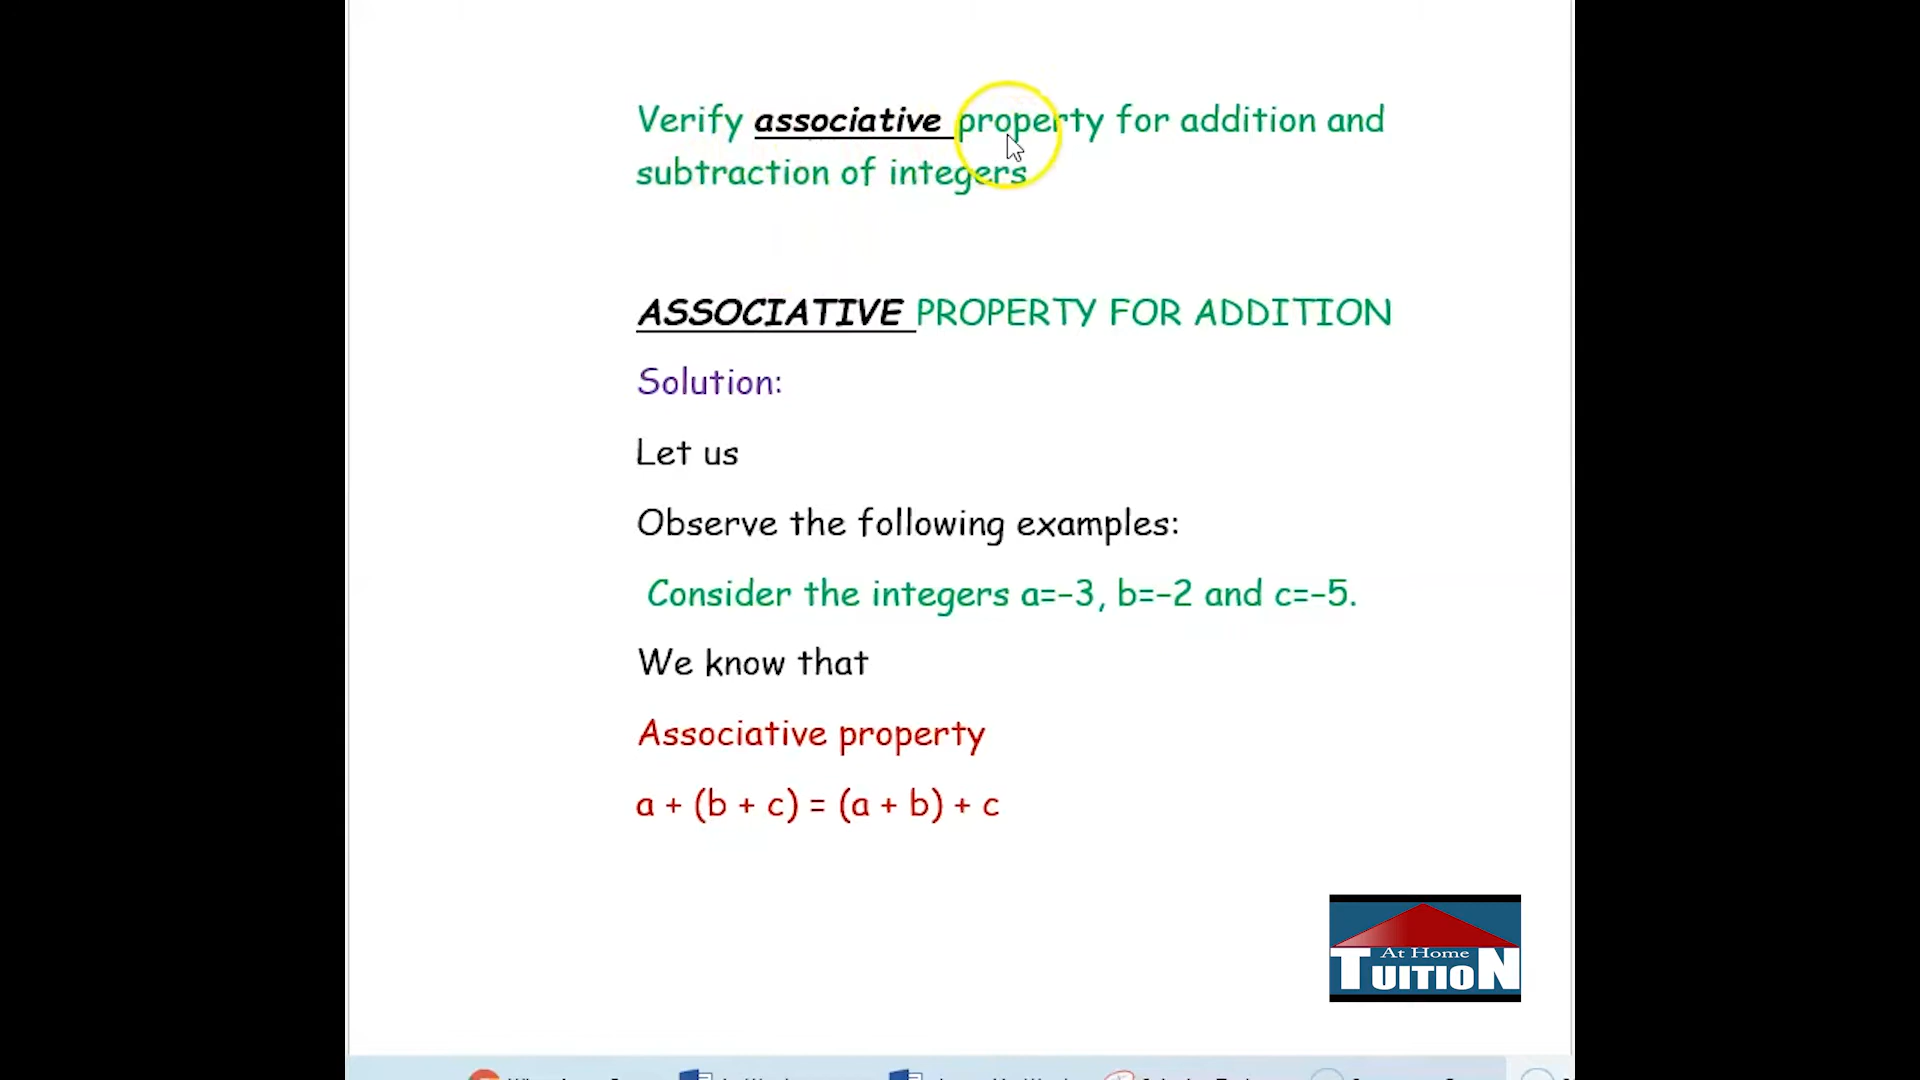 Verify associative property for addition and
subtraction of integers
ASSOCIATIVE PROPERTY FOR ADDITION
Solution:
Let us
Observe the following examples:
Consider the integers a=−3, b=−2 and c=−5.
We know that
Associative property
a + (b + c) = (a + b) + c
At Home
TUITION